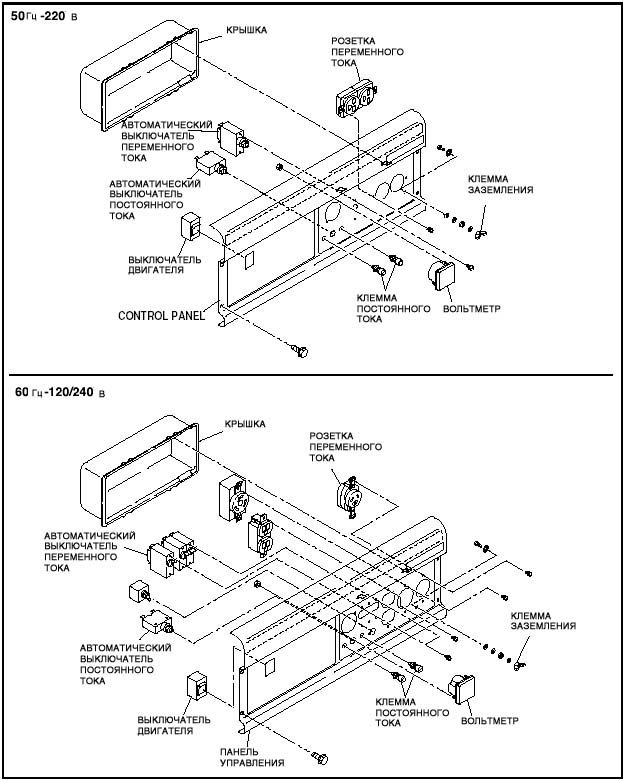 50Гц -220 В
КРЫШКА
РОЗЕТКА
ПЕРЕМЕННОГО
ТОКА
АВТОМАТИЧЕСКИЙ
ВЫКЛЮЧАТЕЛЬ
ПЕРЕМЕННОГО
ТОКА
АВТОМАТИЧЕСКИЙ
ВЫКЛЮЧАТЕЛЬ
ПОСТОЯННОГО
ТОКА
КЛЕММА
ЗАЗЕМЛЕНИЯ
ВЫКЛЮЧАТЕЛЬ
ДВИГАТЕЛЯ
CONTROL PANEL
КЛЕММА
ПОСТОЯННОГО
ТОКА
ВОЛЬТМЕТР
60 Гц -120/240 В
КРЫШКА
РОЗЕТКА
ПЕРЕМЕННОГО
ТОКА
АВТОМАТИЧЕСКИЙ
ВЫКЛЮЧАТЕЛЬ
ПЕРЕМЕННОГО
ТОКА
КЛЕММА
ЗАЗЕМЛЕНИЯ
АВТОМАТИЧЕСКИЙ
ВЫКЛЮЧАТЕЛЬ
ПОСТОЯННОГО
ТОКА
ВЫКЛЮЧАТЕЛЬ
ДВИГАТЕЛЯ
КЛЕММА
ПОСТОЯННОГО
ТОКА
ВОЛЬТМЕТР
ПАНЕЛЬ
УПРАВЛЕНИЯ